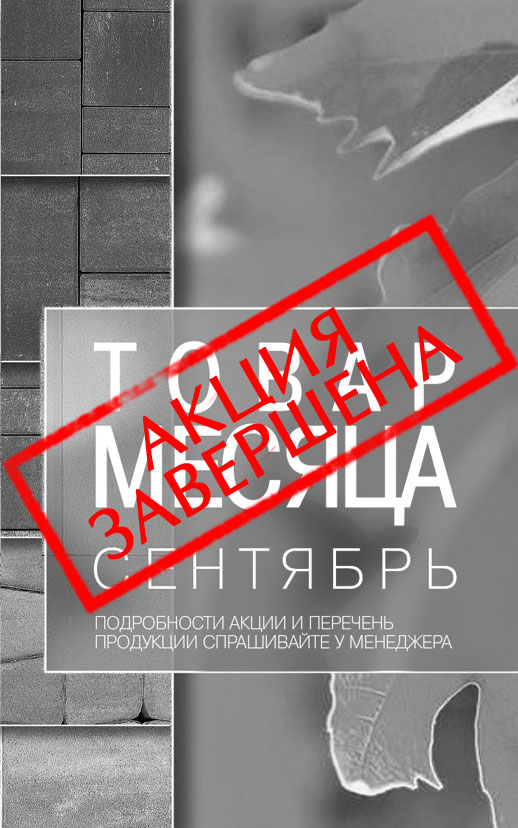 ТОВАР
МЕСЯЦА
АКЦИЯ
ЗАВЕРШЕНА
СЕНТЯБРЬ
ПОДРОБНОСТИ АКЦИИ И ПЕРЕЧЕНЬ
ПРОДУКЦИИ СПРАШИВАЙТЕ У МЕНЕДЖЕРА